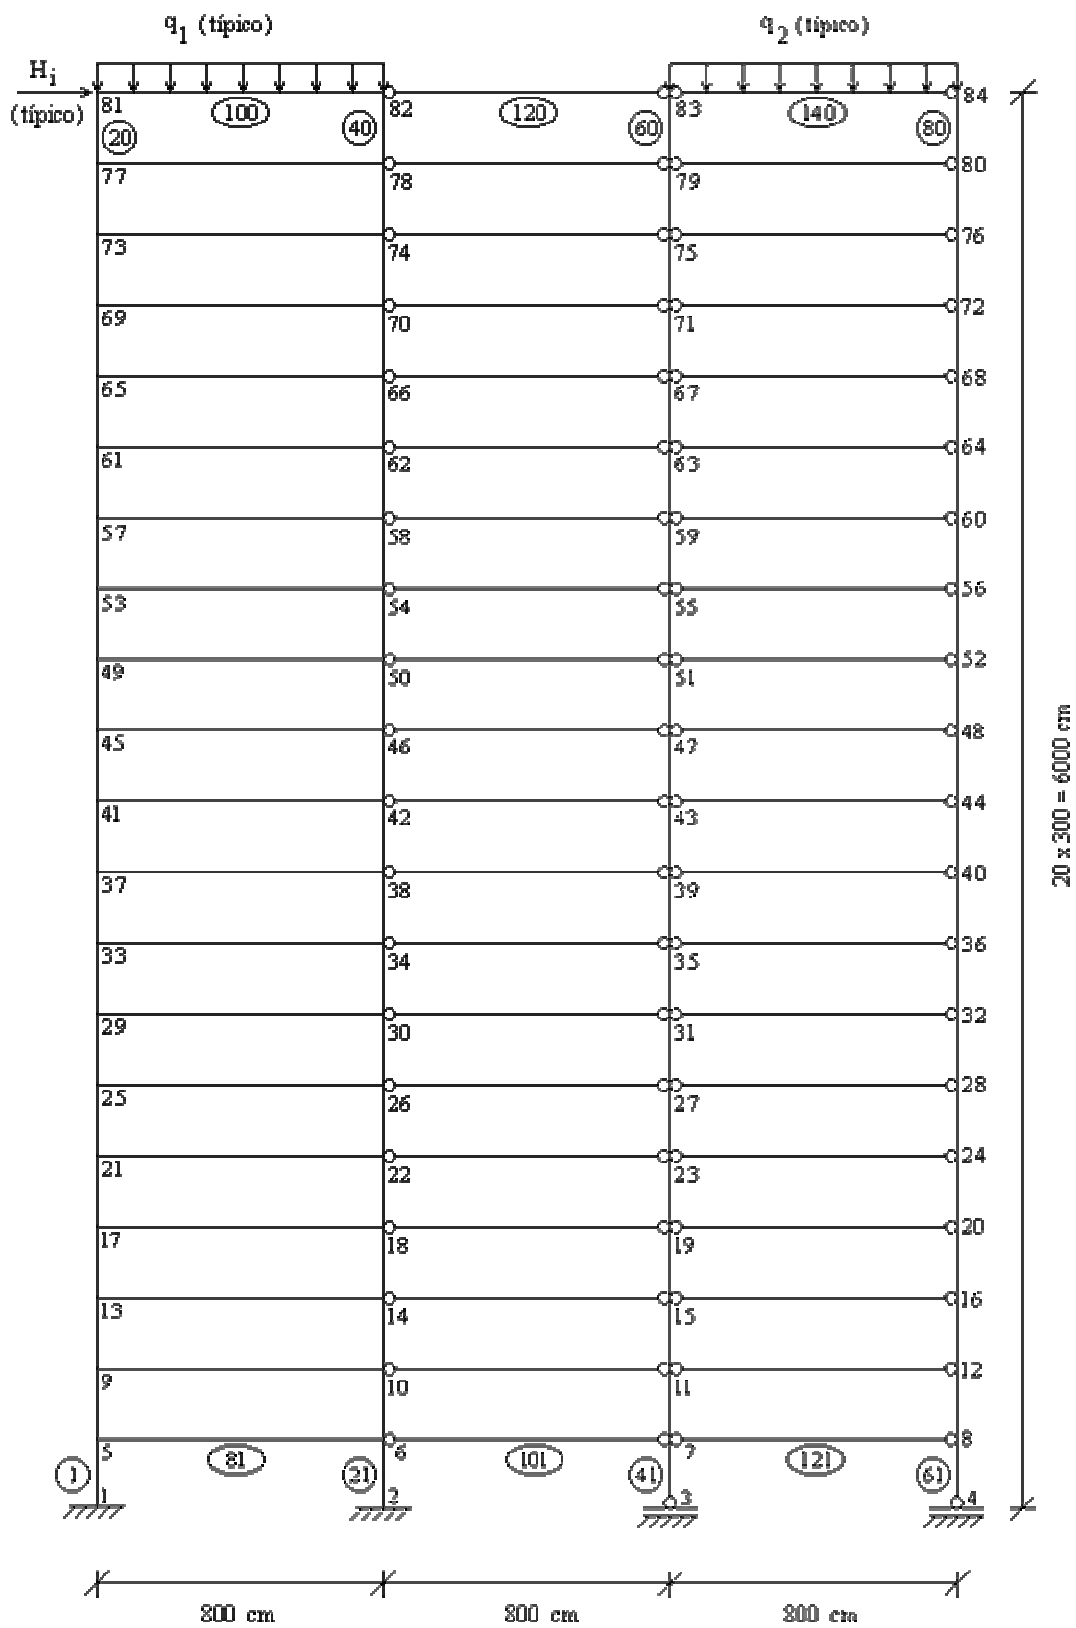 q1 (típico) q2 (típico)
Hi
(típico)
81 100 82 120 83 140 84
20 40 60 80
77 78 79 80
73 74 75 76
69 70 71 72
65 66 67 68
61 62 63 64
57 58 59 60
53 54 55 56
49 50 51 52
45 46 47 48
41 42 43 44
37 38 39 40
33 34 35 36
29 30 31 32
25 26 27 28
21 22 23 24
17 18 19 20
13 14 15 16
9 10 11 12
5 81 6 101 7 121 8
1 21 41 61
1 2 3 4
20 x 300 = 6000 cm
800 cm 800 cm 800 cm